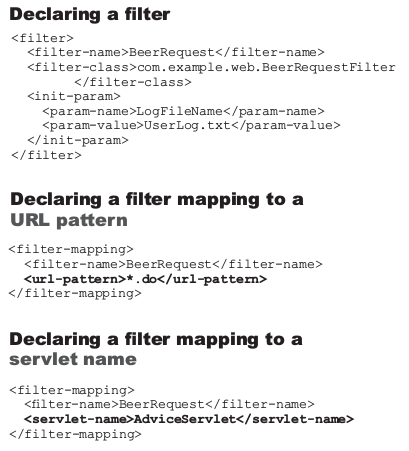 Declaring a filter
<filter>
<filter-name>BeerRequest</filter-name>
<filter-class>com.example.web.BeerRequestFilter
</filter-class>
<init-param>
<param-name>LogFileName</param-name>
<param-value>UserLog.txt</param-value>
</init-param>
</filter>
Declaring a filter mapping to a
URL pattern
<filter-mapping>
<filter-name>BeerRequest</filter-name>
<url-pattern>*.do</url-pattern>
</filter-mapping>
Declaring a filter mapping to a
servlet name
<filter-mapping>
<filter-name>BeerRequest</filter-name>
<servlet-name>AdviceServlet</servlet-name>
</filter-mapping>